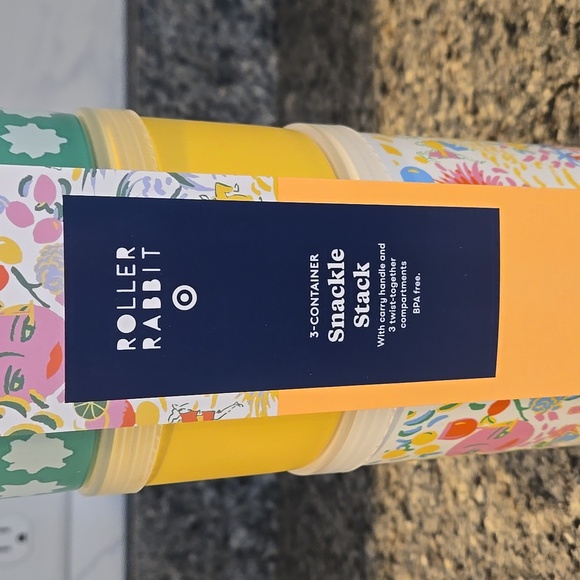 ROLLER
RABBIT
3-CONTAINER
Snackle
Stack
With carry handle and
3 twist-together
compartments
BPA free.